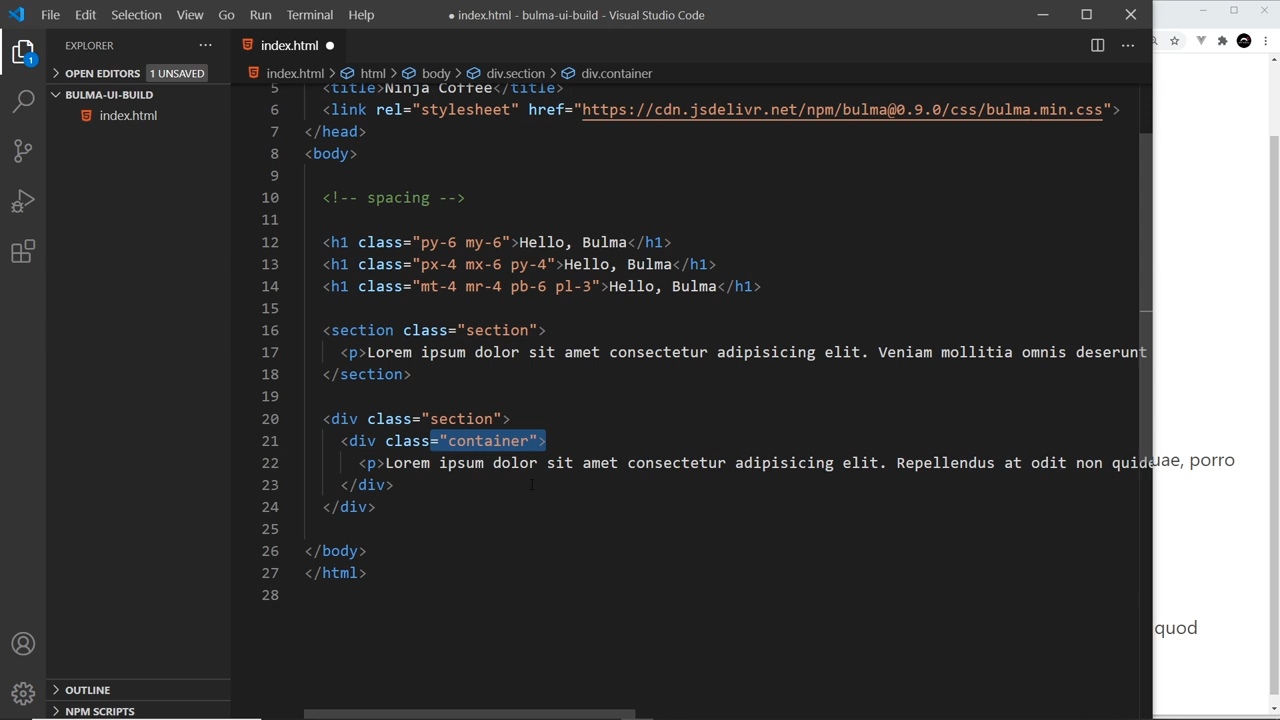 File Edit Selection View Go Run Terminal Help
● index.html - bulma-ui-build - Visual Studio Code
EXPLORER
index.html
OPEN EDITORS 1 UNSAVED
index.html > html > body > div.section > div.container
BULMA-UI-BUILD
index.html
1
5 <title>Ninja Coffee</title>
6 <link rel="stylesheet" href="https://cdn.jsdelivr.net/npm/bulma@0.9.0/css/bulma.min.css">
7 </head>
8 <body>
9
10 <!-- spacing -->
11
12 <h1 class="py-6 my-6">Hello, Bulma</h1>
13 <h1 class="px-4 mx-6 py-4">Hello, Bulma</h1>
14 <h1 class="mt-4 mr-4 pb-6 pl-3">Hello, Bulma</h1>
15
16 <section class="section">
17 <p>Lorem ipsum dolor sit amet consectetur adipisicing elit. Veniam mollitia omnis deserunt
18 </section>
19
20 <div class="section">
21 <div class="container">
22 <p>Lorem ipsum dolor sit amet consectetur adipisicing elit. Repellendus at odit non quide
23 </div>
24 </div>
25
26 </body>
27 </html>
28
uae, porro
quod
OUTLINE
NPM SCRIPTS